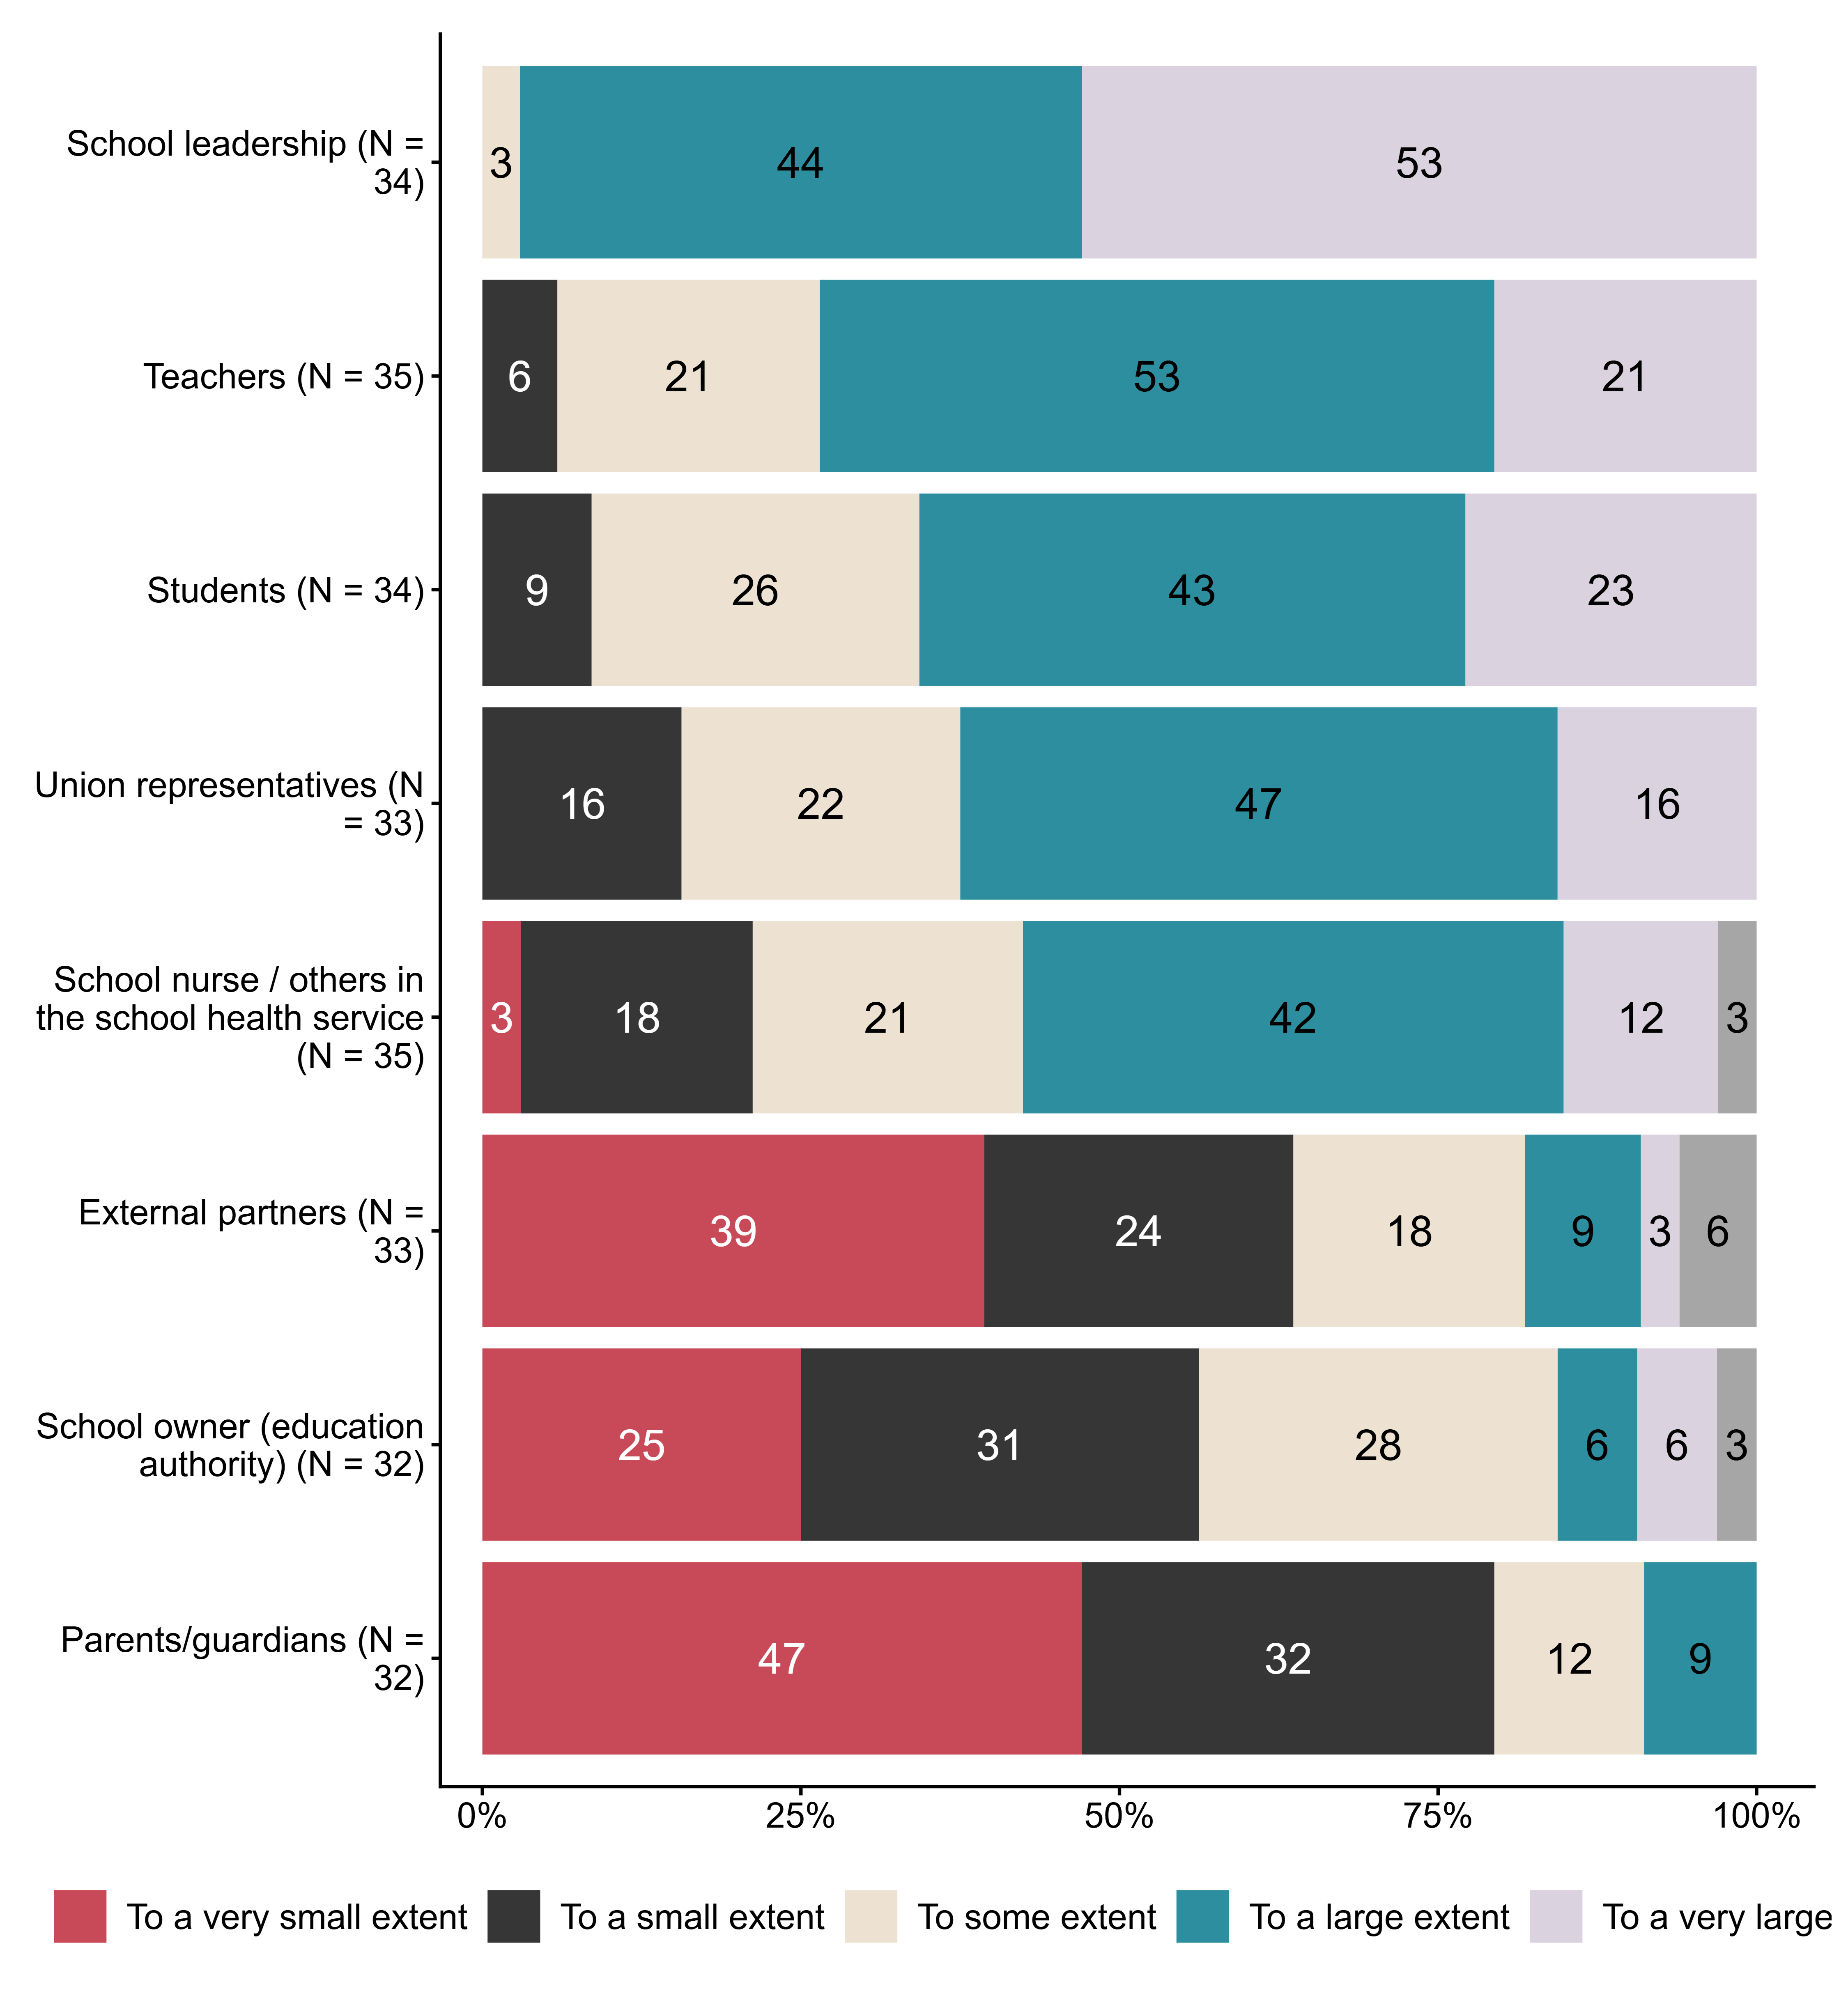 School leadership (N =
34)
3 44 53
Teachers (N = 35)
6 21 53 21
Students (N = 34)
9 26 43 23
Union representatives (N
= 33)
16 22 47 16
School nurse / others in
the school health service
(N = 35)
3 18 21 42 12 3
External partners (N =
33)
39 24 18 9 3 6
School owner (education
authority) (N = 32)
25 31 28 6 6 3
Parents/guardians (N =
32)
47 32 12 9
0% 25% 50% 75% 100%
To a very small extent To a small extent To some extent To a large extent To a very large